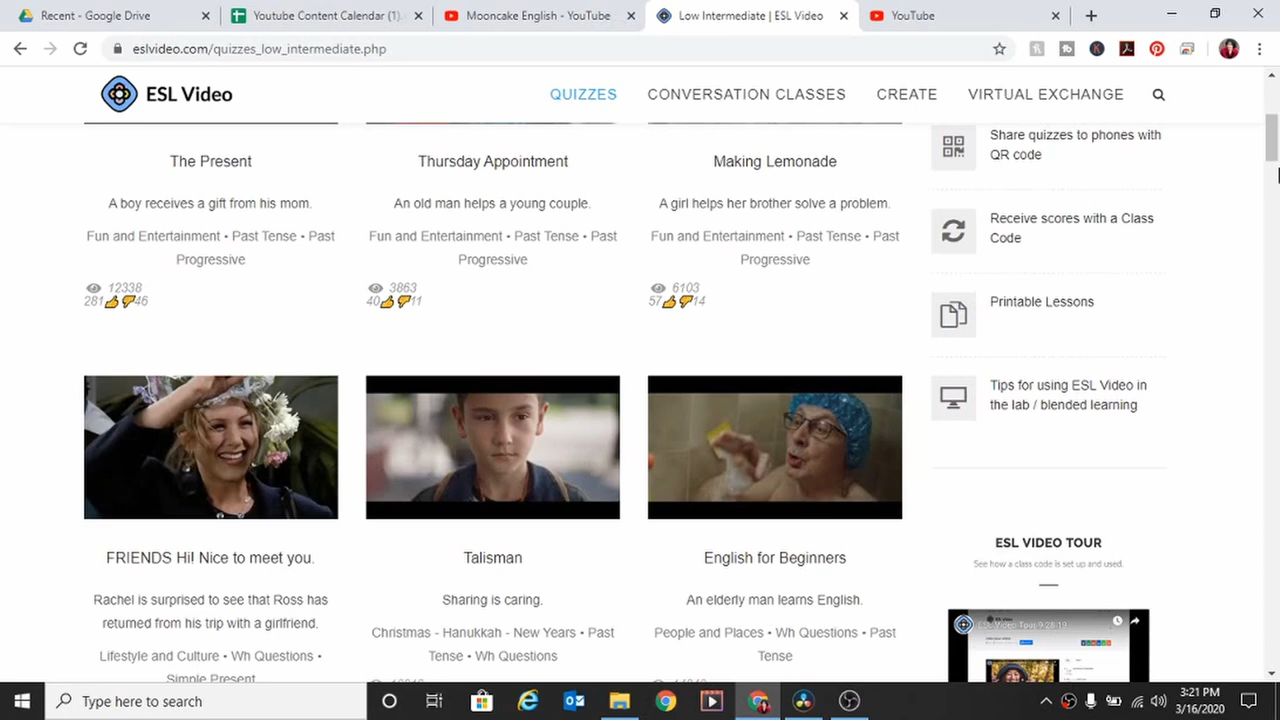 Recent - Google Drive
Youtube Content Calendar (1).
Mooncake English - YouTube
Low Intermediate | ESL Video
YouTube
eslvideo.com/quizzes_low_intermediate.php
ESL Video
QUIZZES
CONVERSATION CLASSES
CREATE
VIRTUAL EXCHANGE
The Present
Thursday Appointment
Making Lemonade
A boy receives a gift from his mom.
An old man helps a young couple.
A girl helps her brother solve a problem.
Fun and Entertainment • Past Tense • Past
Progressive
Fun and Entertainment • Past Tense • Past
Progressive
Fun and Entertainment • Past Tense • Past
Progressive
12338
281 46
3863
40 11
6103
57 14
Share quizzes to phones with
QR code
Receive scores with a Class
Code
Printable Lessons
Tips for using ESL Video in
the lab / blended learning
FRIENDS Hi! Nice to meet you.
Talisman
English for Beginners
Rachel is surprised to see that Ross has
returned from his trip with a girlfriend.
Sharing is caring.
An elderly man learns English.
Lifestyle and Culture • Wh Questions •
Simple Present
Christmas - Hanukkah - New Years • Past
Tense • Wh Questions
People and Places • Wh Questions • Past
Tense
ESL VIDEO TOUR
See how a class code is set up and used.
ESL Video Tour 9-28-19
Type here to search
3:21 PM
3/16/2020